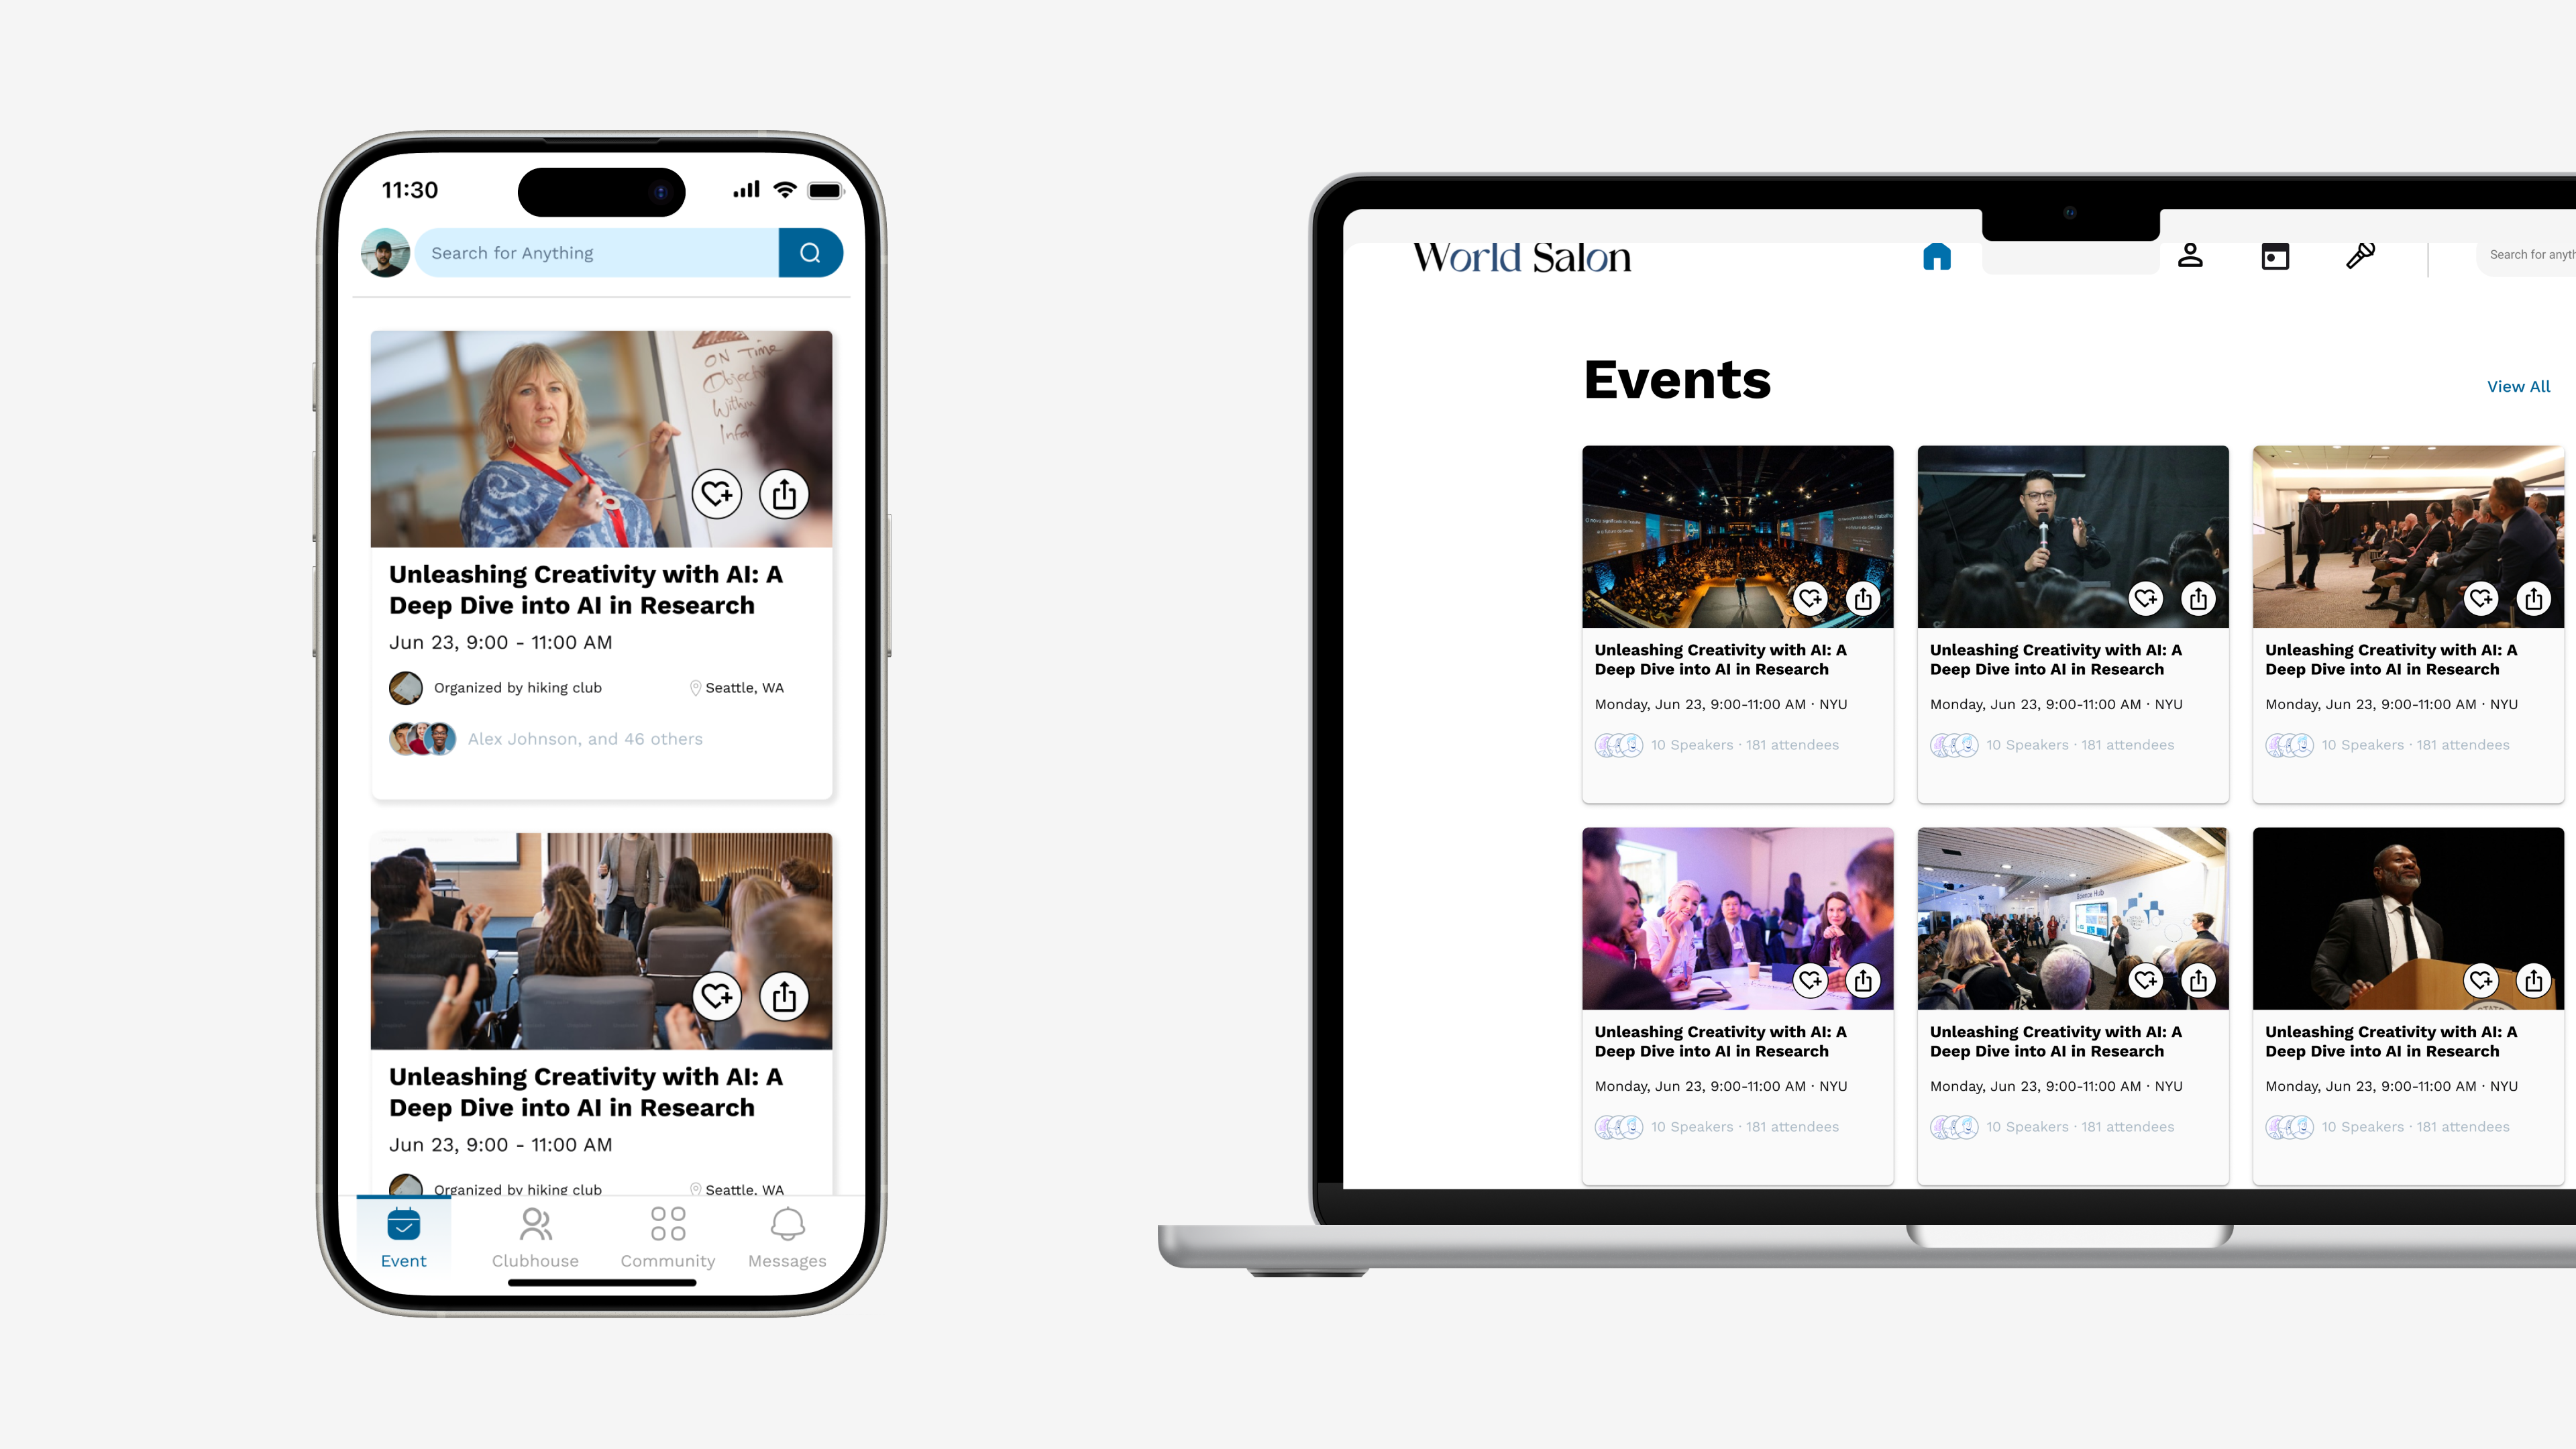 11:30
Search for Anything
ON Time
Within
Unleashing Creativity with AI: A
Deep Dive into AI in Research
Jun 23, 9:00 - 11:00 AM
Organized by hiking club
Seattle, WA
Alex Johnson, and 46 others
Unleashing Creativity with AI: A
Deep Dive into AI in Research
Jun 23, 9:00 - 11:00 AM
Organized by hiking club
Seattle, WA
Event
Clubhouse
Community
Messages
World Salon
Search for
Events
View All
Unleashing Creativity with AI: A
Deep Dive into AI in Research
Monday, Jun 23, 9:00-11:00 AM · NYU
10 Speakers · 181 attendees
Unleashing Creativity with AI: A
Deep Dive into AI in Research
Monday, Jun 23, 9:00-11:00 AM · NYU
10 Speakers · 181 attendees
Unleashing Creativity with AI: A
Deep Dive into AI in Research
Monday, Jun 23, 9:00-11:00 AM · NYU
10 Speakers · 181 attendees
Science Hub
Unleashing Creativity with AI: A
Deep Dive into AI in Research
Monday, Jun 23, 9:00-11:00 AM · NYU
10 Speakers · 181 attendees
Unleashing Creativity with AI: A
Deep Dive into AI in Research
Monday, Jun 23, 9:00-11:00 AM · NYU
10 Speakers · 181 attendees
Unleashing Creativity with AI: A
Deep Dive into AI in Research
Monday, Jun 23, 9:00-11:00 AM · NYU
10 Speakers · 181 attendees